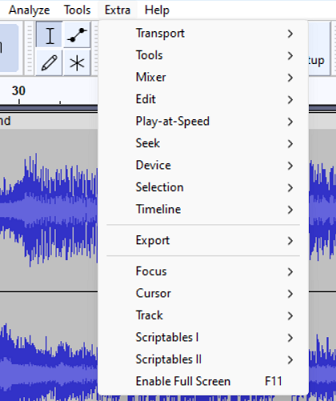 Analyze Tools Extra Help
Transport
Tools
Mixer
30
Edit
nd
Play-at-Speed
Seek
Device
Selection
Timeline
Export
Focus
Cursor
Track
Scriptables I
Scriptables II
Enable Full Screen F11